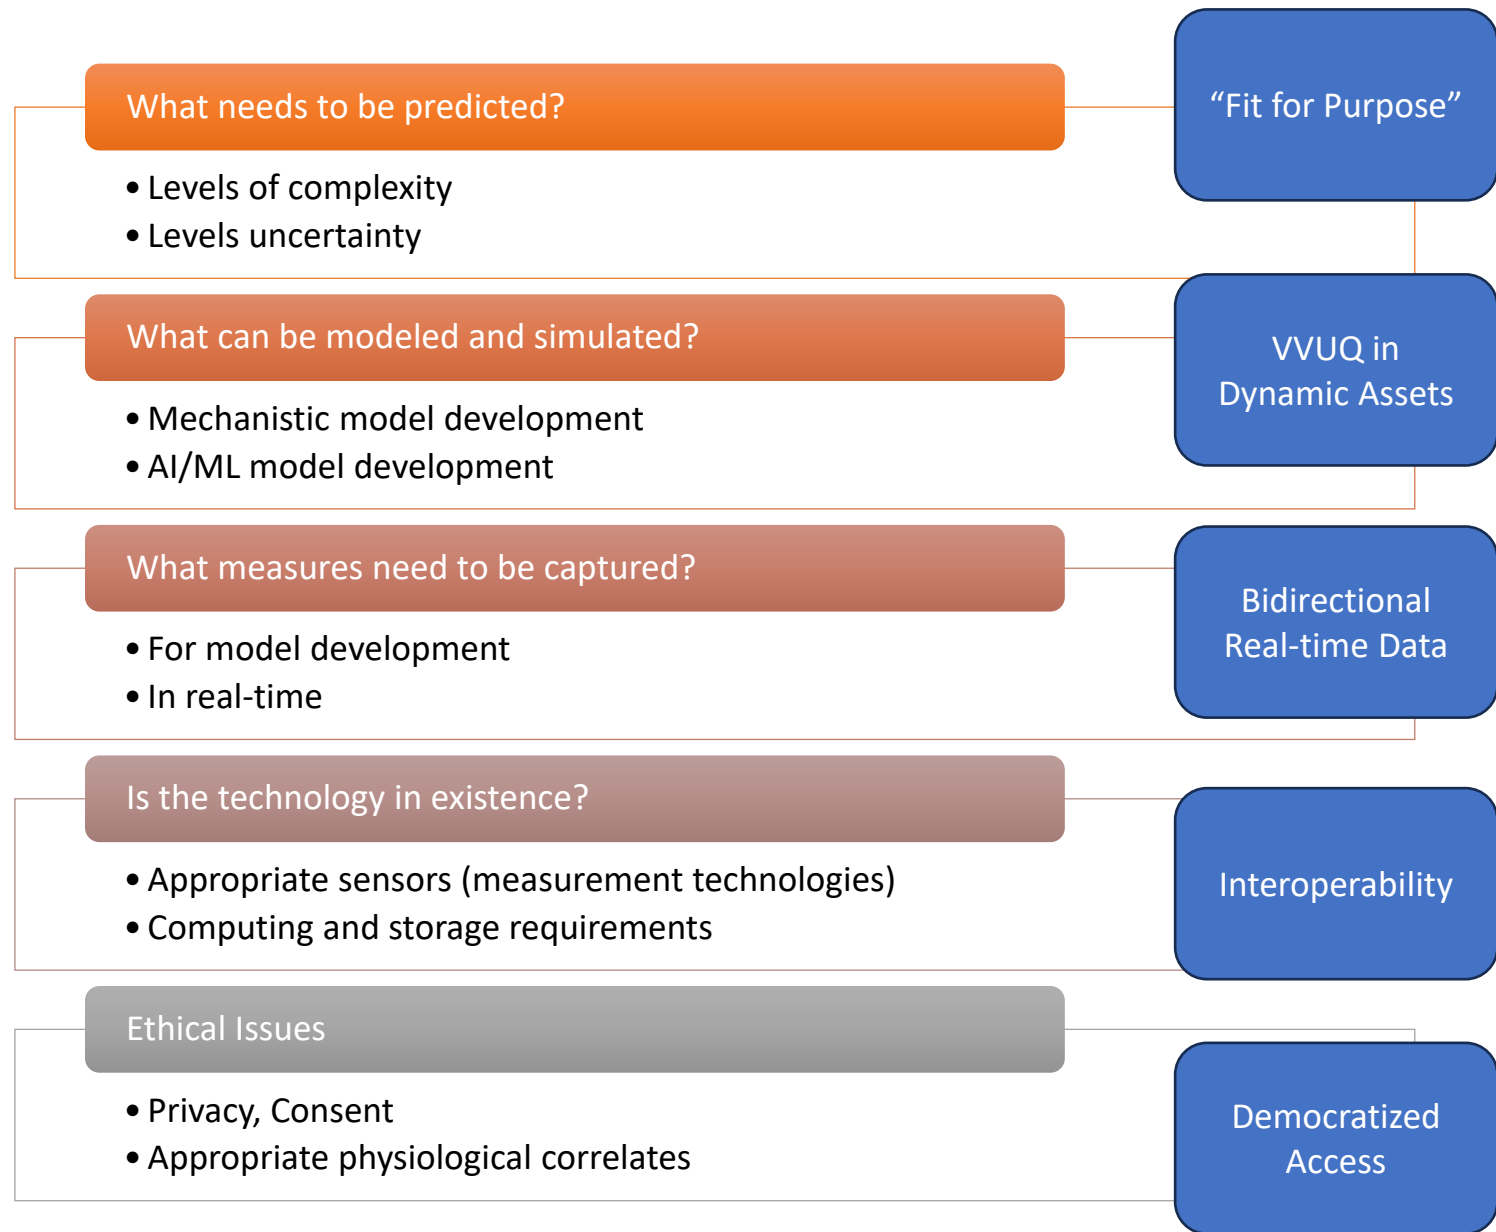 What needs to be predicted?
• Levels of complexity
• Levels uncertainty
“Fit for Purpose”
What can be modeled and simulated?
• Mechanistic model development
• AI/ML model development
VVUQ in
Dynamic Assets
What measures need to be captured?
• For model development
• In real-time
Bidirectional
Real-time Data
Is the technology in existence?
• Appropriate sensors (measurement technologies)
• Computing and storage requirements
Interoperability
Ethical Issues
• Privacy, Consent
• Appropriate physiological correlates
Democratized
Access